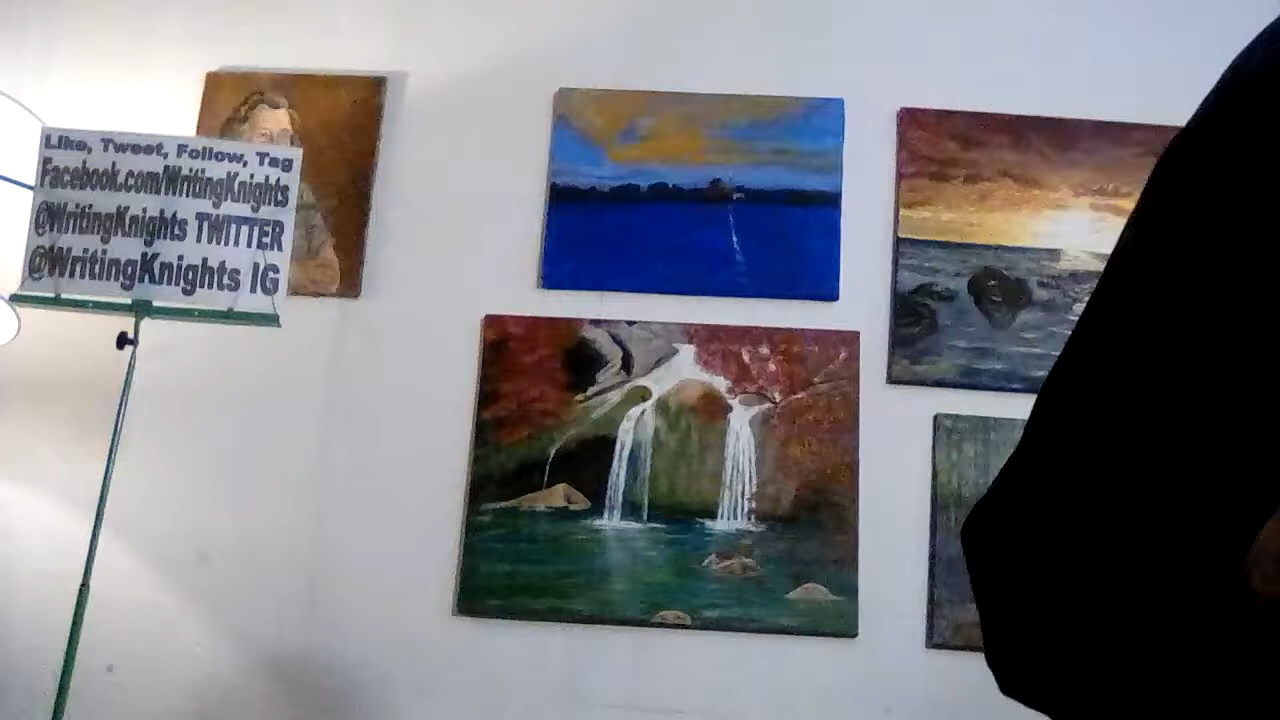 Like, Tweet, Follow, Tag
Facebook.com/WritingKnights
@WritingKnights TWITTER
@WritingKnights IG